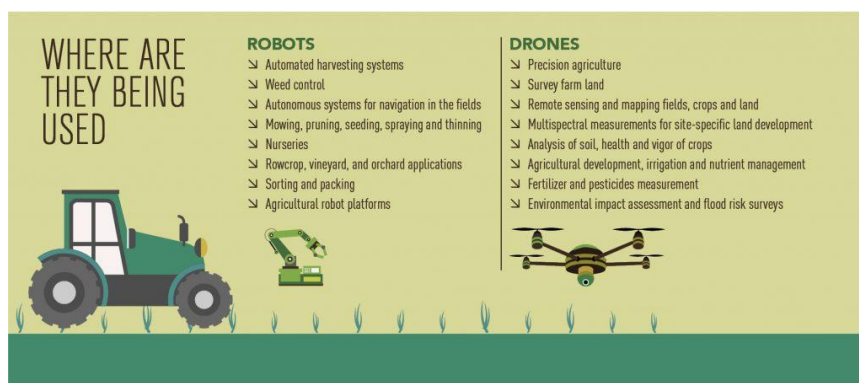 WHERE ARE
THEY BEING
USED
ROBOTS
Automated harvesting systems
Weed control
Autonomous systems for navigation in the fields
Mowing, pruning, seeding, spraying and thinning
Nurseries
Rowcrop, vineyard, and orchard applications
Sorting and packing
Agricultural robot platforms
DRONES
Precision agriculture
Survey farm land
Remote sensing and mapping fields, crops and land
Multispectral measurements for site-specific land development
Analysis of soil, health and vigor of crops
Agricultural development, irrigation and nutrient management
Fertilizer and pesticides measurement
Environmental impact assessment and flood risk surveys